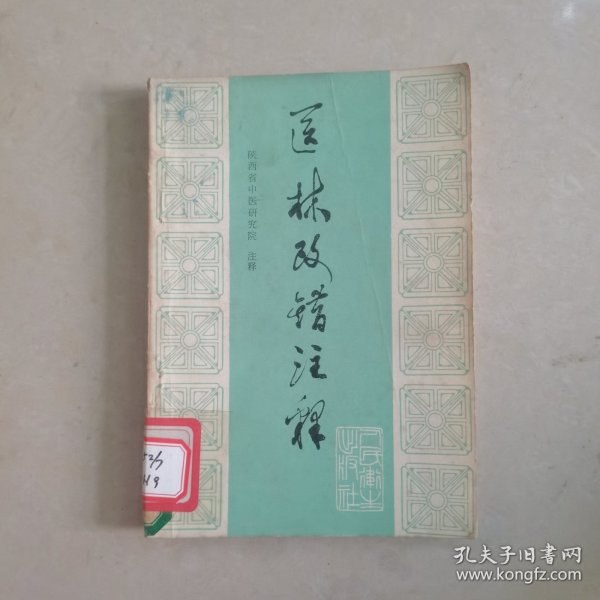 医林改错注释
陕西省中医研究院 注释
人民卫生
出版社
孔夫子旧书网
www.kongfz.com